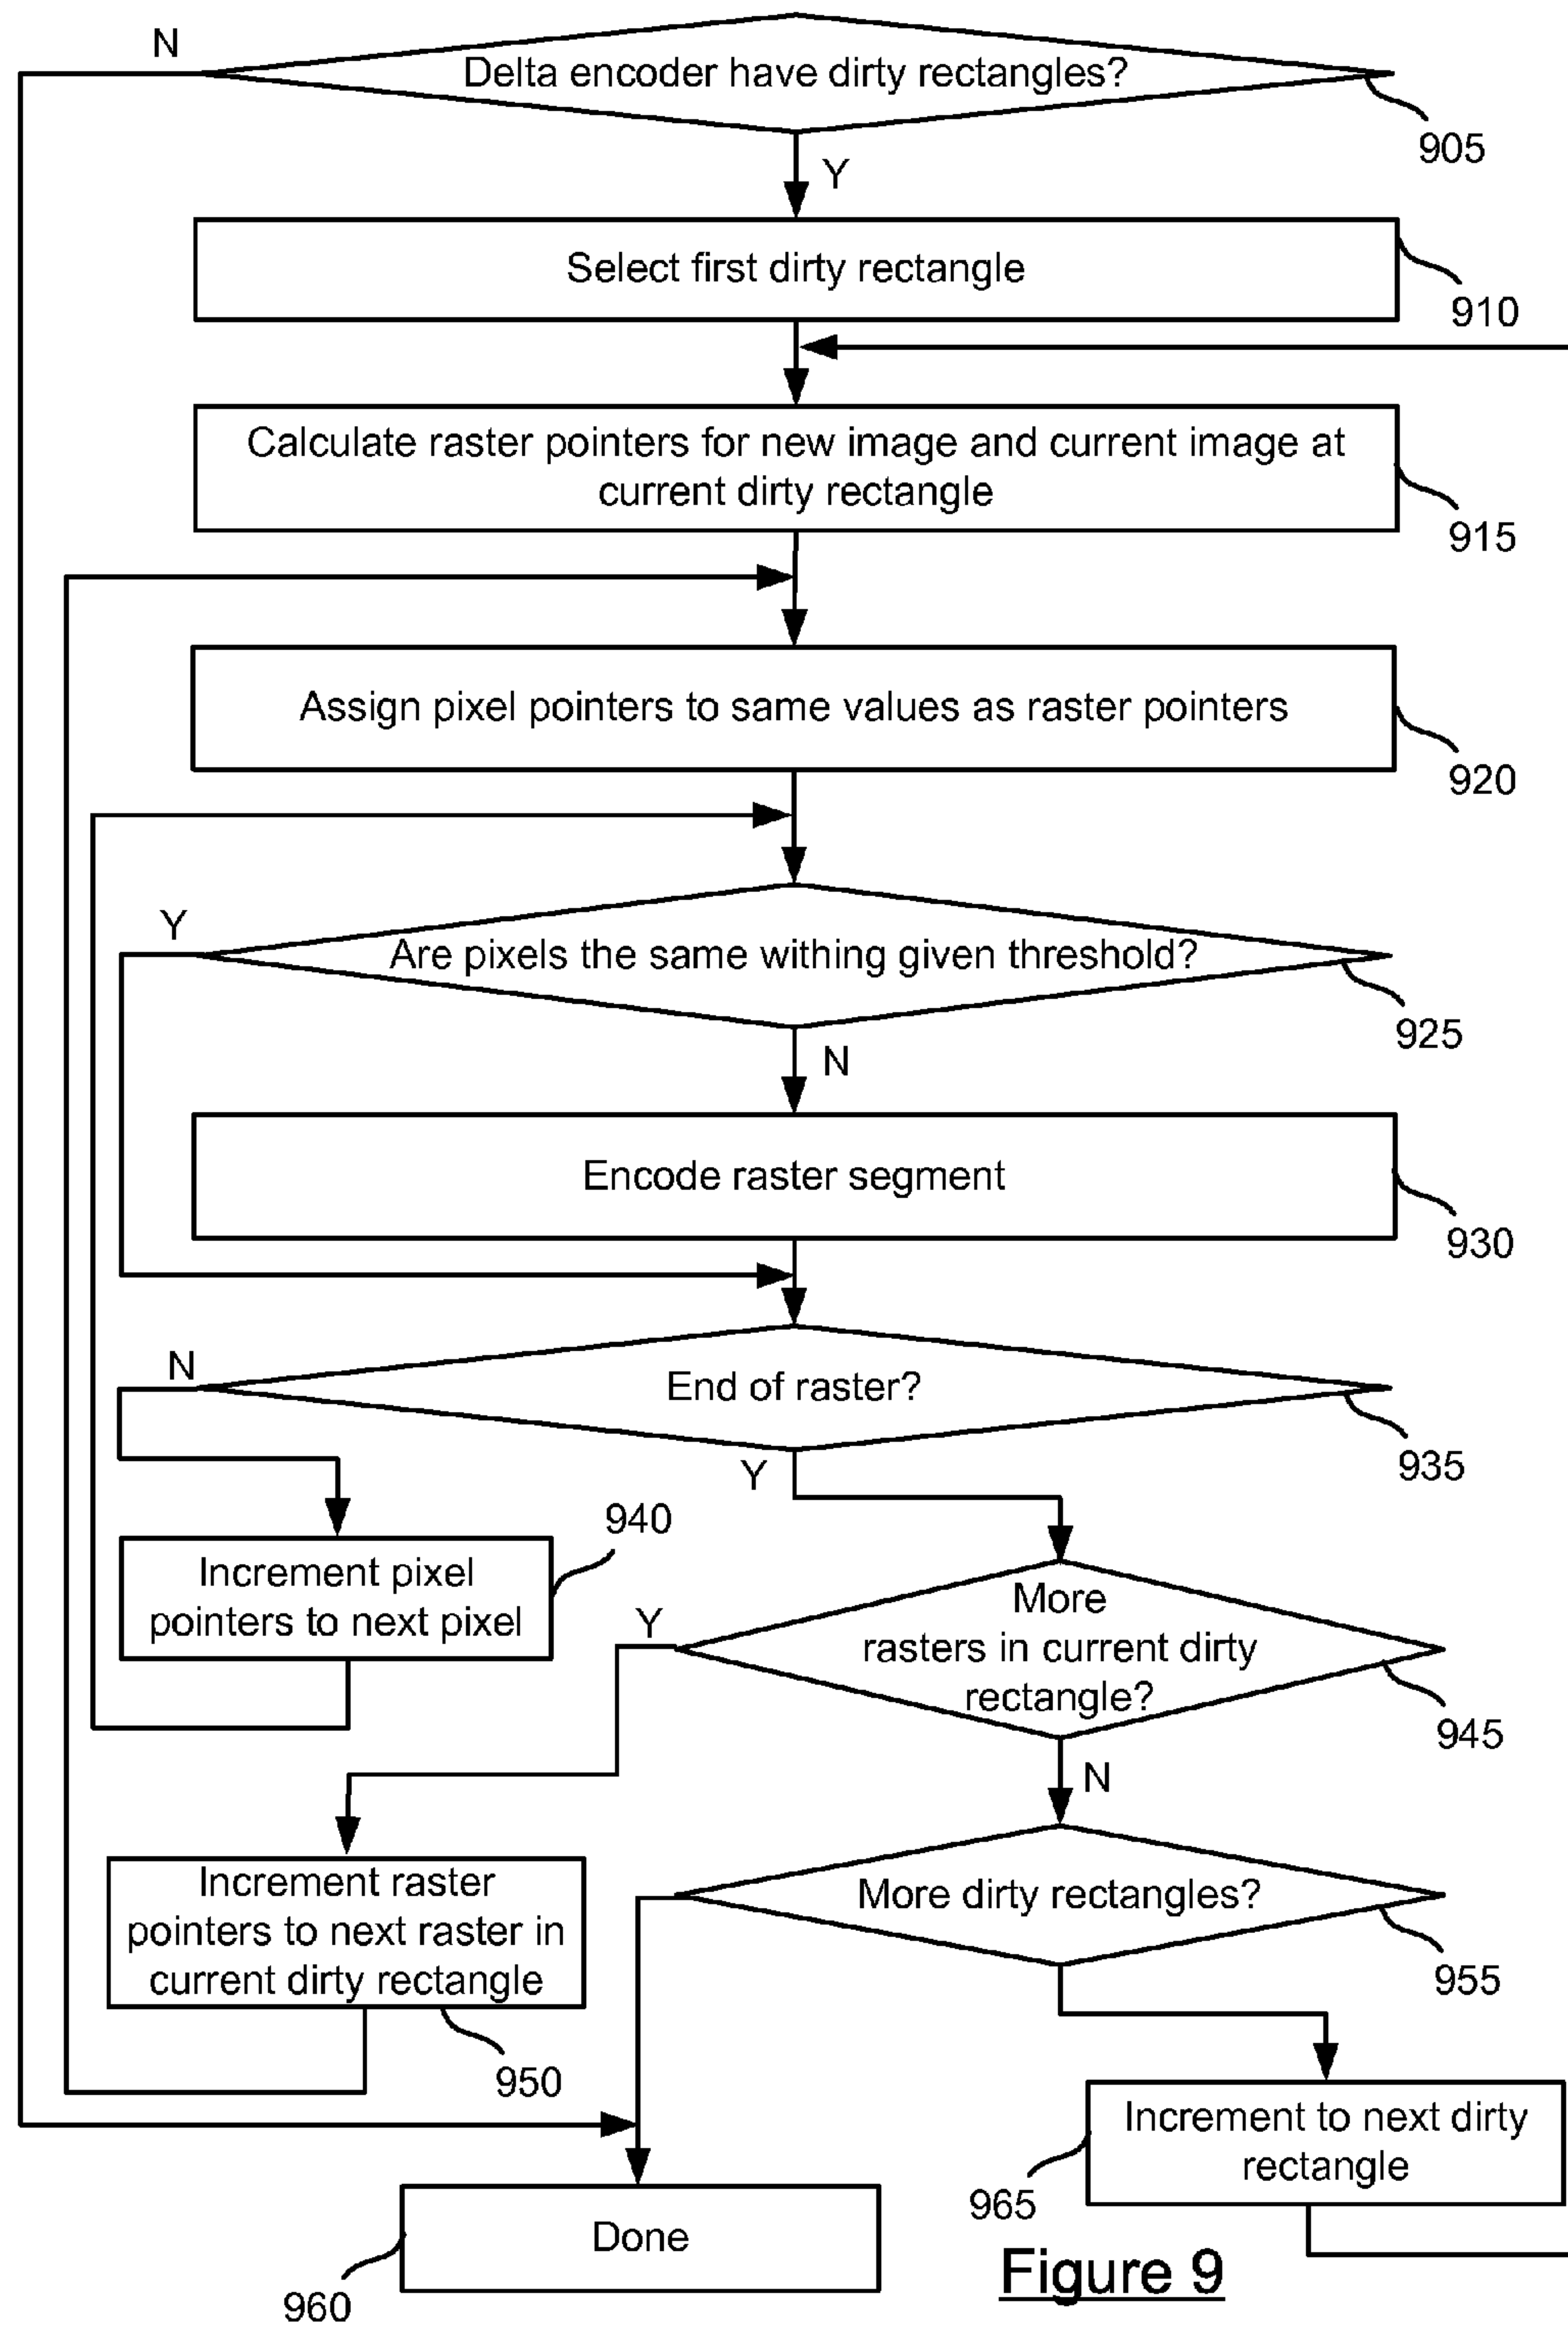 N
Delta encoder have dirty rectangles?
905
Y
Select first dirty rectangle
910
Calculate raster pointers for new image and current image at
current dirty rectangle
915
Assign pixel pointers to same values as raster pointers
920
Y
Are pixels the same withing given threshold?
925
N
Encode raster segment
930
N
End of raster?
935
Y
940
Increment pixel
pointers to next pixel
Y
More
rasters in current dirty
rectangle?
945
N
Increment raster
pointers to next raster in
current dirty rectangle
950
More dirty rectangles?
955
Increment to next dirty
rectangle
965
Done
960
Figure 9